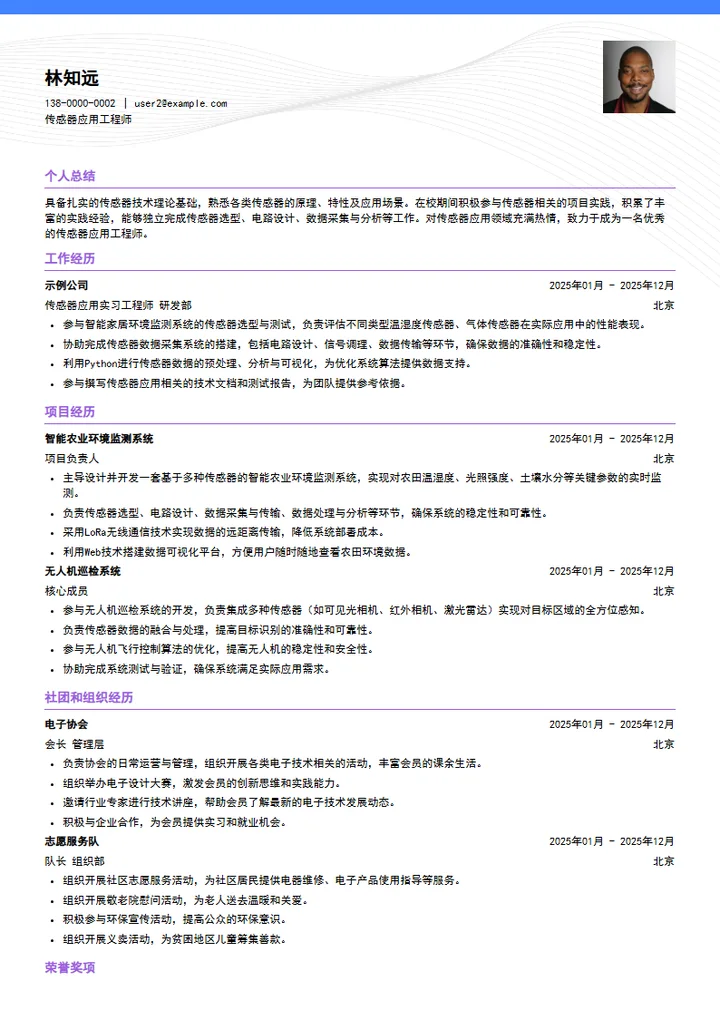 林知远
138-0000-0002 | user2@example.com
传感器应用工程师
个人总结
具备扎实的传感器技术理论基础，熟悉各类传感器的原理、特性及应用场景。在校期间积极参与传感器相关的项目实践，积累了丰
富的实践经验，能够独立完成传感器选型、电路设计、数据采集与分析等工作。对传感器应用领域充满热情，致力于成为一名优秀
的传感器应用工程师。
工作经历
示例公司 2025年01月 - 2025年12月
传感器应用实习工程师 研发部 北京
• 参与智能家居环境监测系统的传感器选型与测试，负责评估不同类型温湿度传感器、气体传感器在实际应用中的性能表现。
• 协助完成传感器数据采集系统的搭建，包括电路设计、信号调理、数据传输等环节，确保数据的准确性和稳定性。
• 利用Python进行传感器数据的预处理、分析与可视化，为优化系统算法提供数据支持。
• 参与撰写传感器应用相关的技术文档和测试报告，为团队提供参考依据。
项目经历
智能农业环境监测系统 2025年01月 - 2025年12月
项目负责人 北京
• 主导设计并开发一套基于多种传感器的智能农业环境监测系统，实现对农田温湿度、光照强度、土壤水分等关键参数的实时监
测。
• 负责传感器选型、电路设计、数据采集与传输、数据处理与分析等环节，确保系统的稳定性和可靠性。
• 采用LoRa无线通信技术实现数据的远距离传输，降低系统部署成本。
• 利用Web技术搭建数据可视化平台，方便用户随时随地查看农田环境数据。
无人机巡检系统 2025年01月 - 2025年12月
核心成员 北京
• 参与无人机巡检系统的开发，负责集成多种传感器（如可见光相机、红外相机、激光雷达）实现对目标区域的全方位感知。
• 负责传感器数据的融合与处理，提高目标识别的准确性和可靠性。
• 参与无人机飞行控制算法的优化，提高无人机的稳定性和安全性。
• 协助完成系统测试与验证，确保系统满足实际应用需求。
社团和组织经历
电子协会 2025年01月 - 2025年12月
会长 管理层 北京
• 负责协会的日常运营与管理，组织开展各类电子技术相关的活动，丰富会员的课余生活。
• 组织举办电子设计大赛，激发会员的创新思维和实践能力。
• 邀请行业专家进行技术讲座，帮助会员了解最新的电子技术发展动态。
• 积极与企业合作，为会员提供实习和就业机会。
志愿服务队 2025年01月 - 2025年12月
队长 组织部 北京
• 组织开展社区志愿服务活动，为社区居民提供电器维修、电子产品使用指导等服务。
• 组织开展敬老院慰问活动，为老人送去温暖和关爱。
• 积极参与环保宣传活动，提高公众的环保意识。
• 组织开展义卖活动，为贫困地区儿童筹集善款。
荣誉奖项